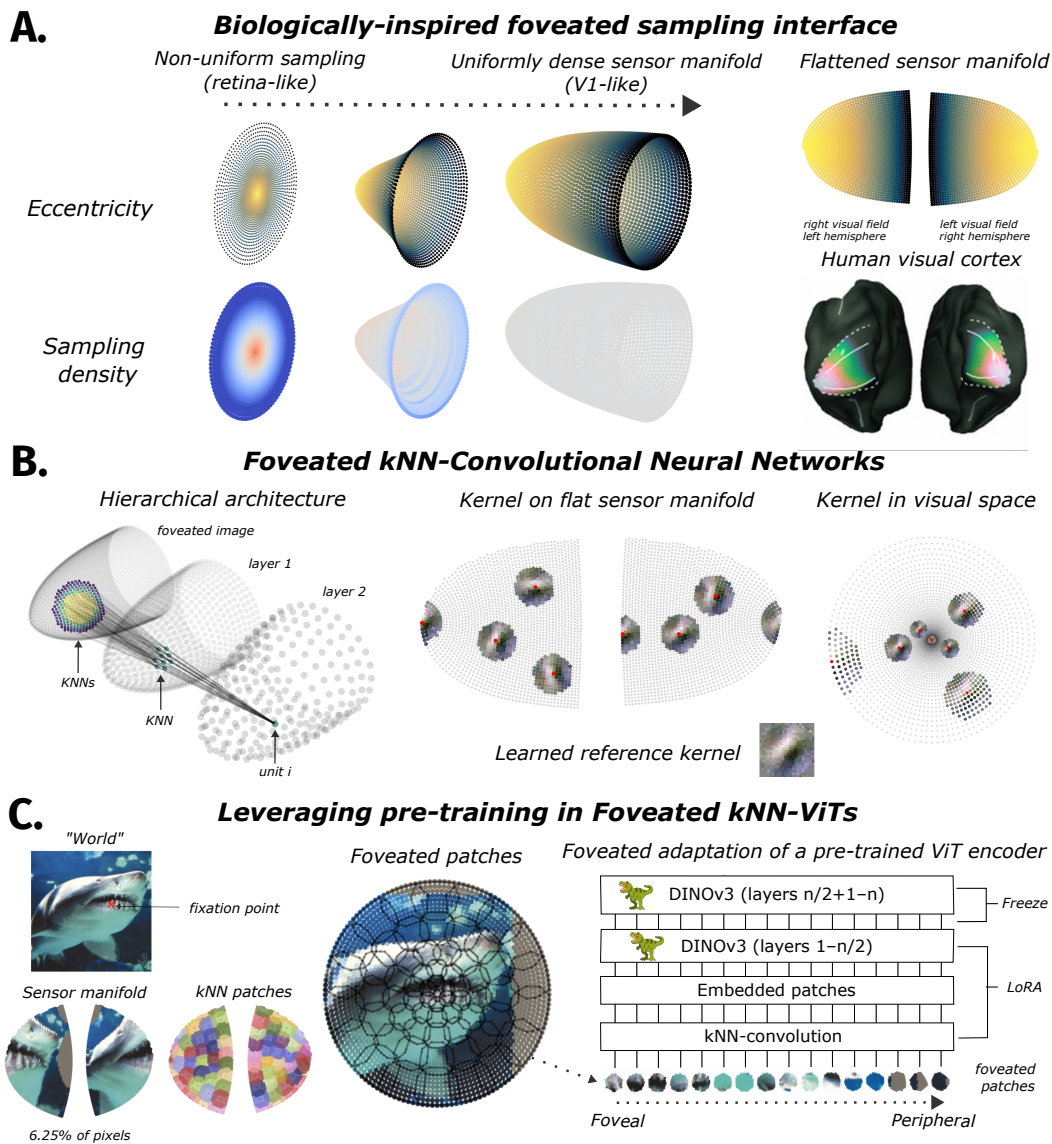 A.
Biologically-inspired foveated sampling interface
Non-uniform sampling
(retina-like)
Uniformly dense sensor manifold
(V1-like)
Flattened sensor manifold
Eccentricity
right visual field
left hemisphere
left visual field
right hemisphere
Human visual cortex
Sampling
density
B.
Foveated kNN-Convolutional Neural Networks
Hierarchical architecture
foveated image
layer 1
layer 2
KNNs
KNN
unit i
Kernel on flat sensor manifold
Kernel in visual space
Learned reference kernel
C.
Leveraging pre-training in Foveated kNN-ViTs
"World"
fixation point
Sensor manifold
kNN patches
6.25% of pixels
Foveated patches
Foveated adaptation of a pre-trained ViT encoder
DINOv3 (layers n/2+1–n)
Freeze
DINOv3 (layers 1–n/2)
LoRA
Embedded patches
kNN-convolution
foveated
patches
Foveal
Peripheral